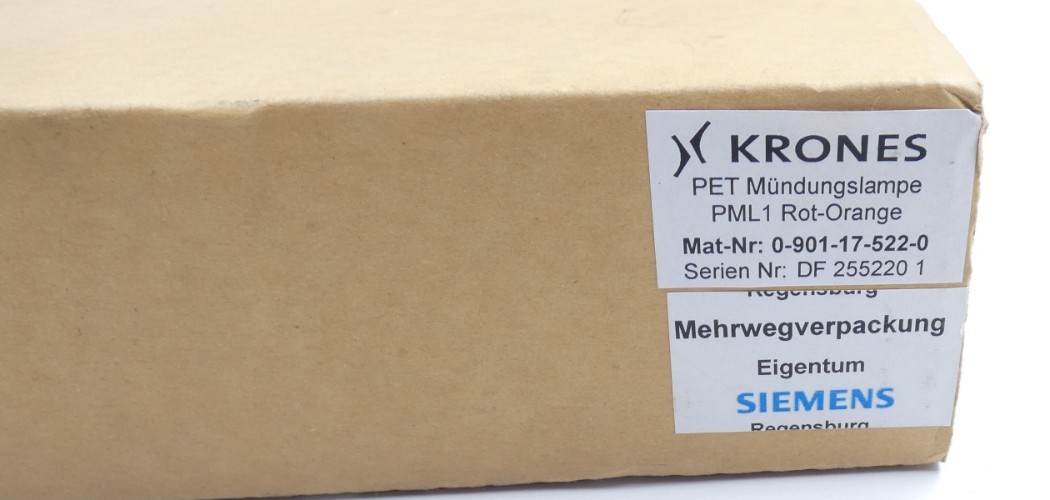 KRONES
PET Mündungslampe
PML1 Rot-Orange
Mat-Nr: 0-901-17-522-0
Serien Nr: DF 255220 1
Regensburg
Mehrwegverpackung
Eigentum
SIEMENS
Regensburg